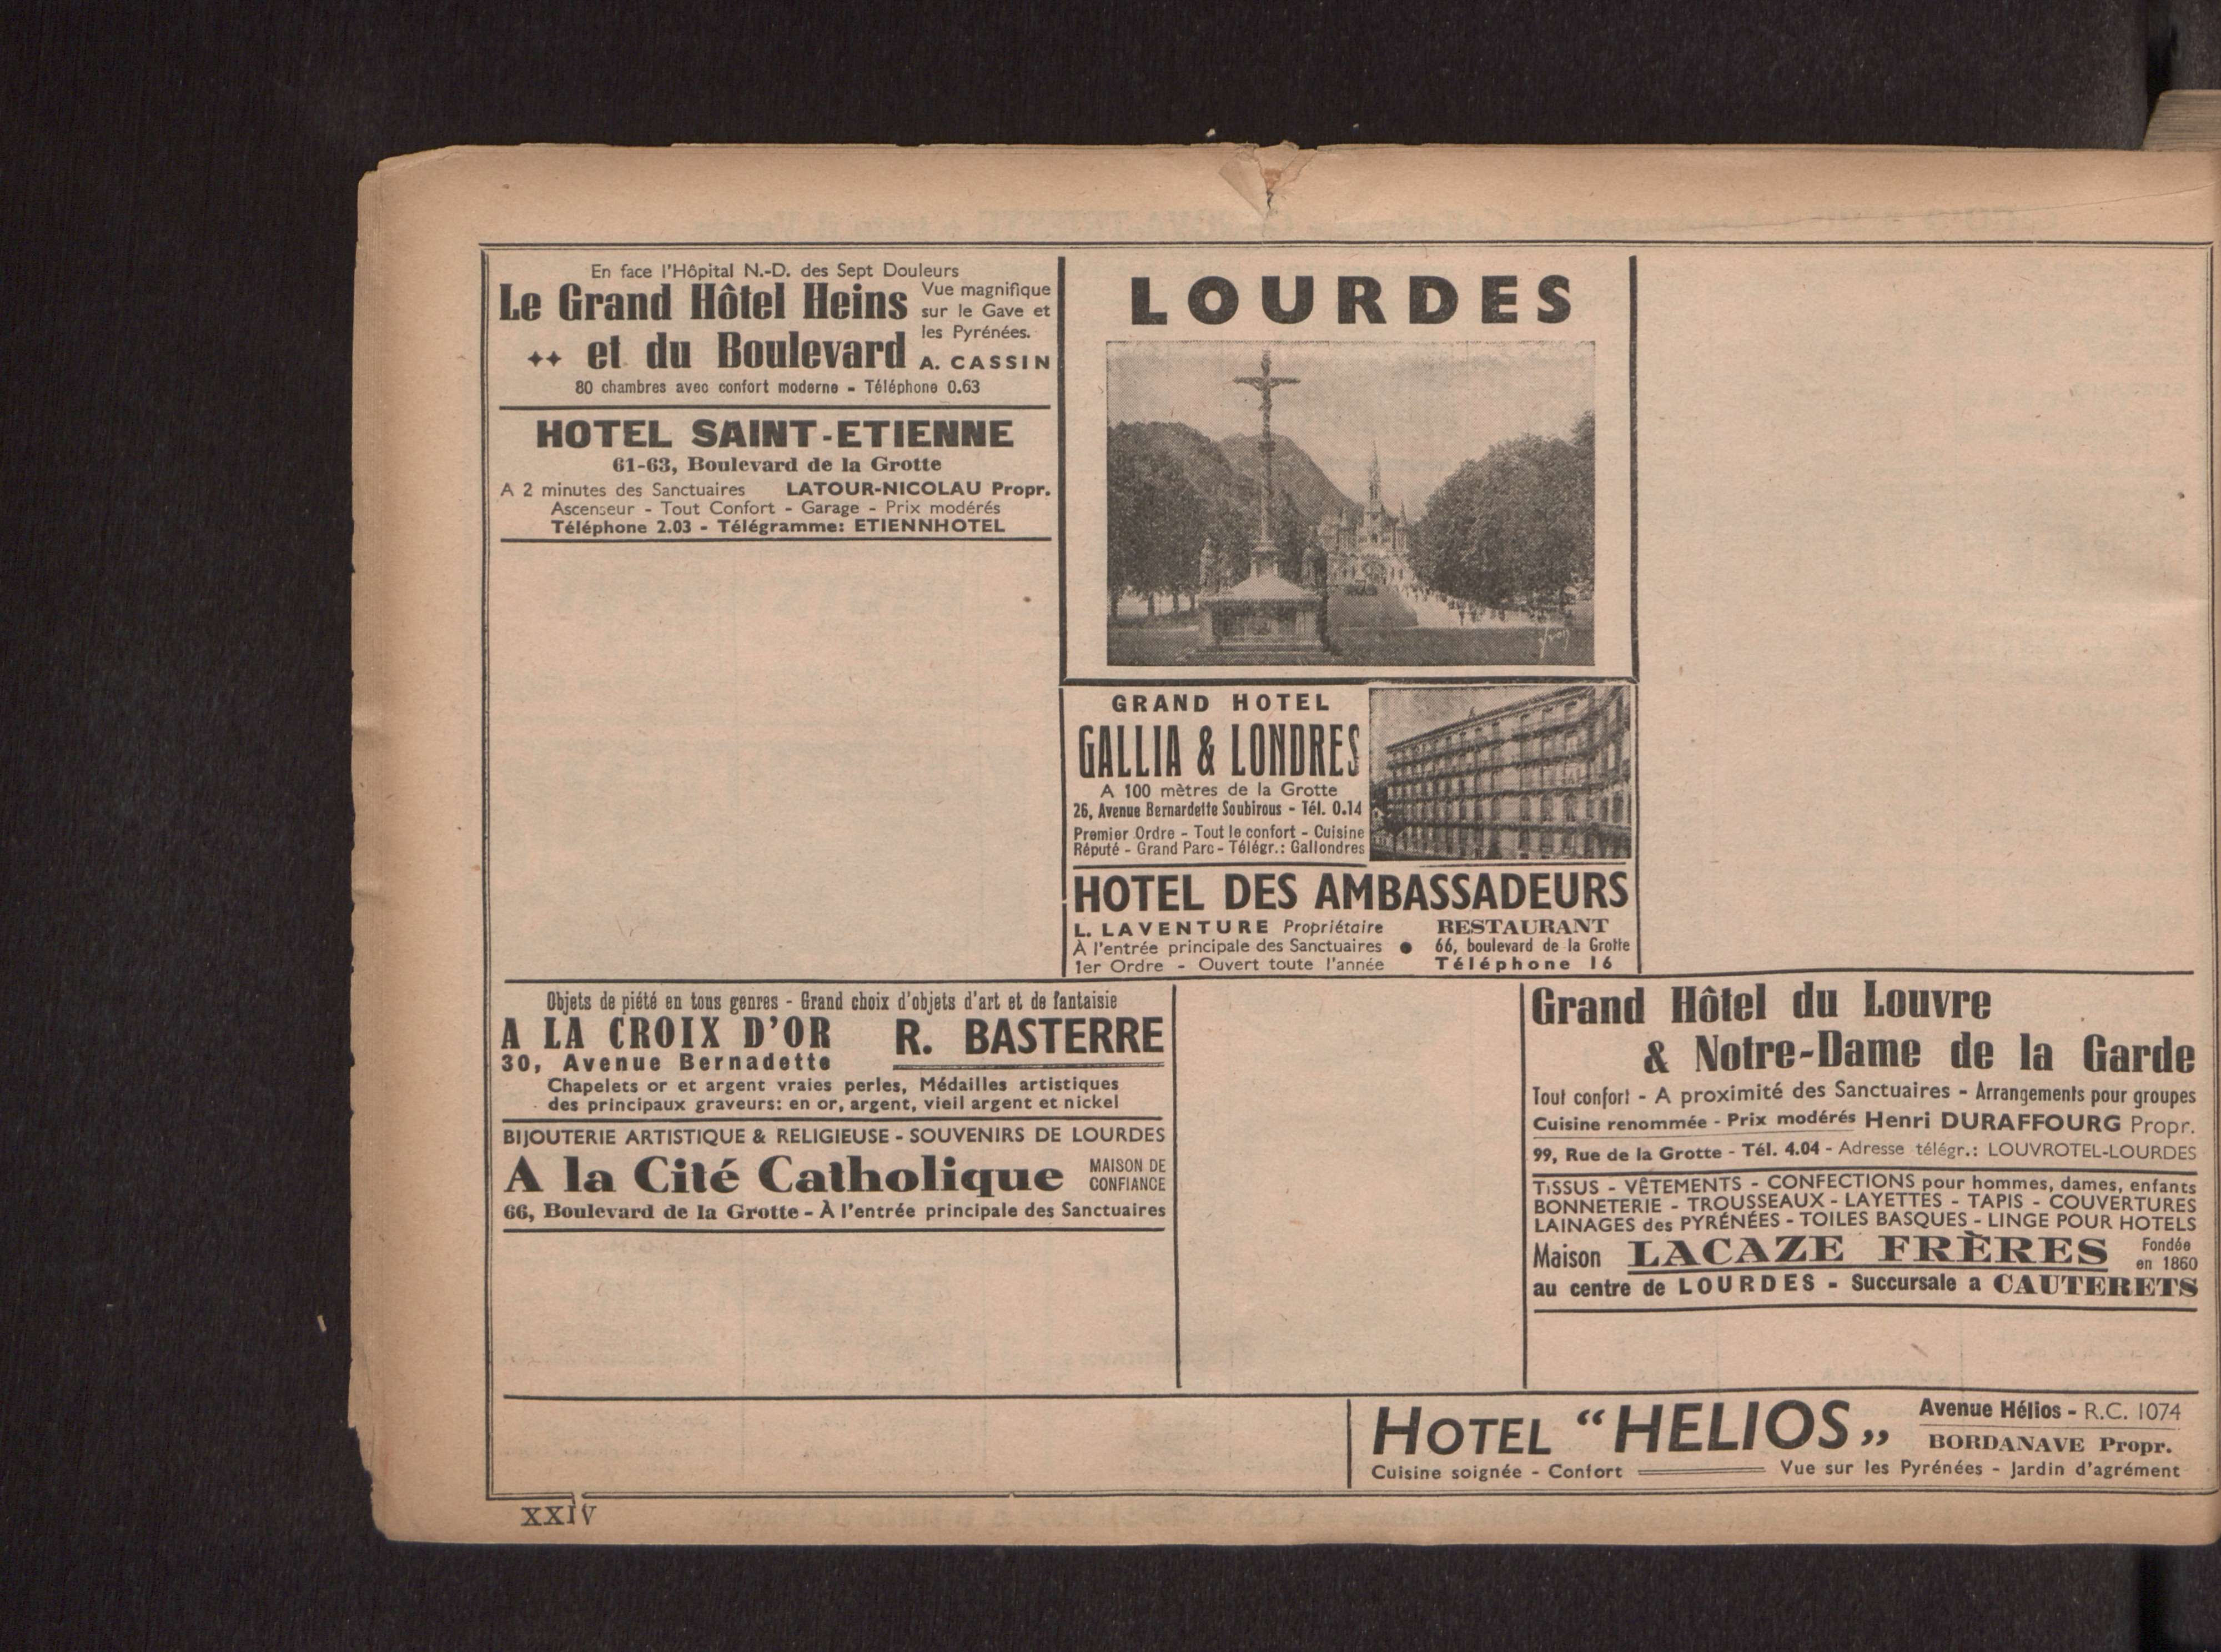 En face l'Hôpital N.-D. des Sept Douleurs
Le Grand Hôtel Heins
et du Boulevard
Vue magnifique
sur le Gave et
les Pyrénées.
A. CASSIN
80 chambres avec confort moderne - Téléphone 0.63
HOTEL SAINT-ETIENNE
61-63, Boulevard de la Grotte
A 2 minutes des Sanctuaires LATOUR-NICOLAU Propr.
Ascenseur - Tout Confort - Garage - Prix modérés
Téléphone 2.03 - Télégramme: ETIENNHOTEL
LOURDES
Yvon
GRAND HOTEL
GALLIA & LONDRES
A 100 mètres de la Grotte
26, Avenue Bernardette Soubirous - Tél. 0.14
Premier Ordre - Tout le confort - Cuisine
Réputé - Grand Parc - Télégr.: Gallondres
HOTEL DES AMBASSADEURS
L. LAVENTURE Propriétaire
À l'entrée principale des Sanctuaires
1er Ordre - Ouvert toute l'année
RESTAURANT
66, boulevard de la Grotte
Téléphone 16
Objets de piété en tous genres - Grand choix d'objets d'art et de fantaisie
A LA CROIX D'OR R. BASTERRE
30, Avenue Bernadette
Chapelets or et argent vraies perles, Médailles artistiques
des principaux graveurs: en or, argent, vieil argent et nickel
BIJOUTERIE ARTISTIQUE & RELIGIEUSE - SOUVENIRS DE LOURDES
A la Cité Catholique
MAISON DE
CONFIANCE
66, Boulevard de la Grotte - À l'entrée principale des Sanctuaires
Grand Hôtel du Louvre
& Notre-Dame de la Garde
Tout confort - A proximité des Sanctuaires - Arrangements pour groupes
Cuisine renommée - Prix modérés Henri DURAFFOURG Propr.
99, Rue de la Grotte - Tél. 4.04 - Adresse télégr.: LOUVROTEL-LOURDES
TISSUS - VÊTEMENTS - CONFECTIONS pour hommes, dames, enfants
BONNETERIE - TROUSSEAUX - LAYETTES - TAPIS - COUVERTURES
LAINAGES des PYRÉNÉES - TOILES BASQUES - LINGE POUR HOTELS
Maison LACAZE FRÈRES
Fondée
en 1860
au centre de LOURDES - Succursale a CAUTERETS
HOTEL “HELIOS„
Avenue Hélios - R.C. 1074
BORDANAVE Propr.
Cuisine soignée - Confort Vue sur les Pyrénées - Jardin d'agrément
XXIV